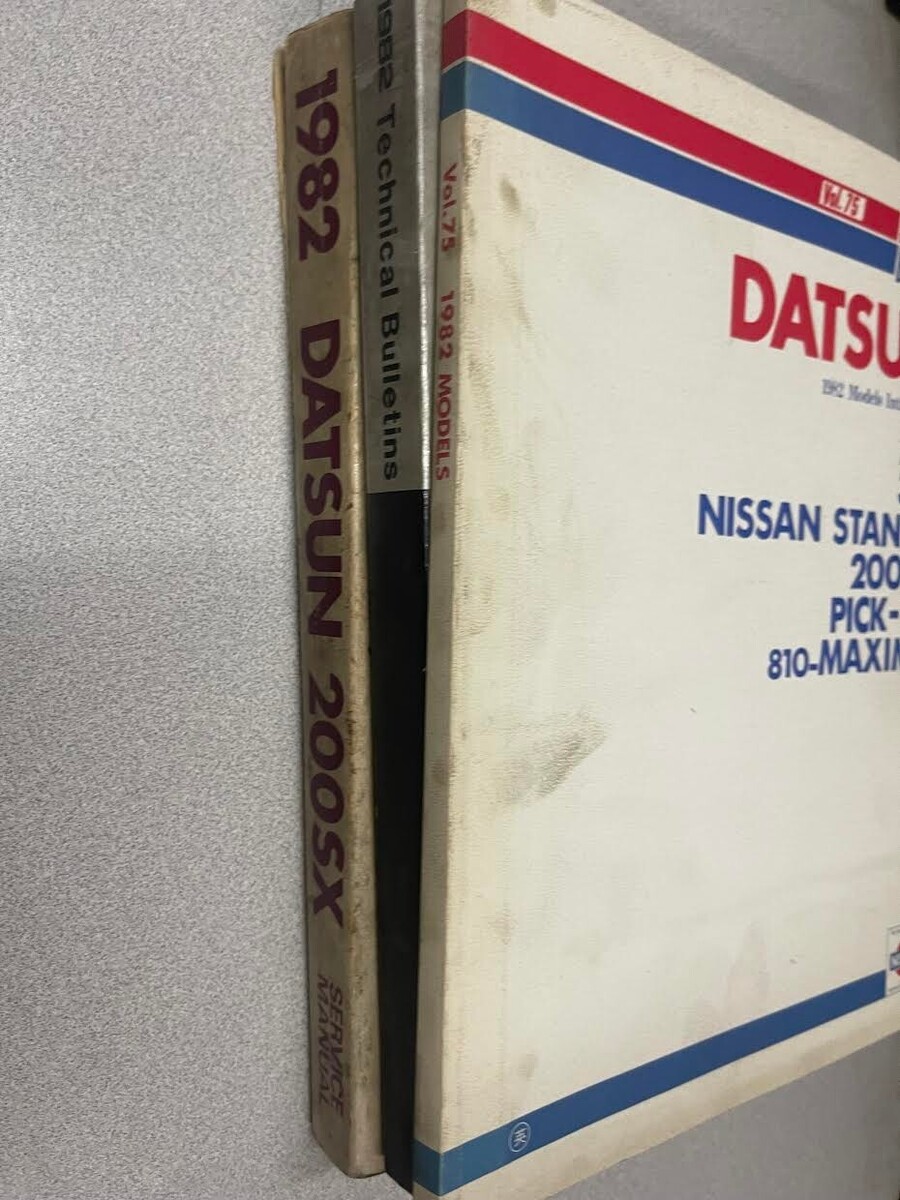 1982 DATSUN 200SX SERVICE
MANUAL
1982 Technical Bulletins
Vol.75 1982 MODELS
Vol.75
DATSU
1982 Models
NISSAN STAN
200
PICK-
810-MAXIM